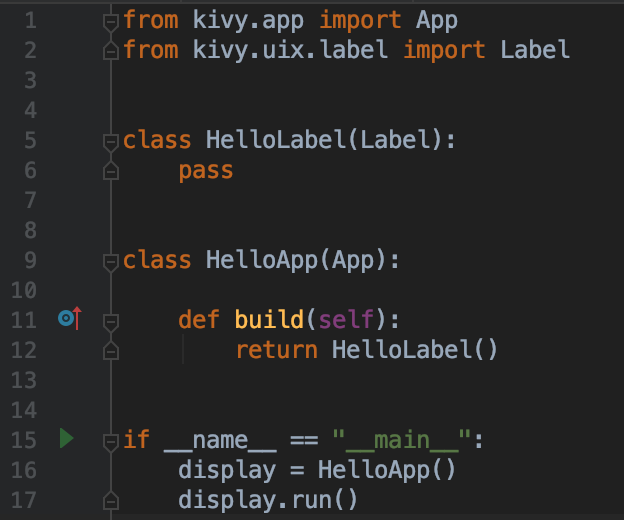 1 from kivy.app import App
2 from kivy.uix.label import Label
3
4
5 class HelloLabel(Label):
6     pass
7
8
9 class HelloApp(App):
10
11     def build(self):
12         return HelloLabel()
13
14
15 if __name__ == "__main__":
16     display = HelloApp()
17     display.run()